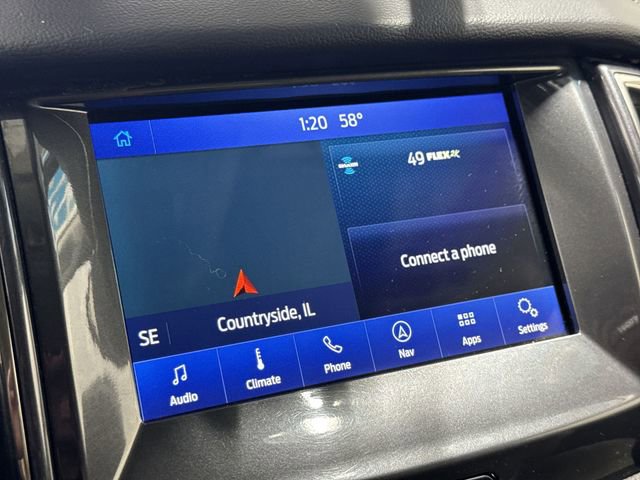 1:20 58°
49 FLEX2K
Connect a phone
SE
Countryside, IL
Audio
Climate
Phone
Nav
Apps
Settings